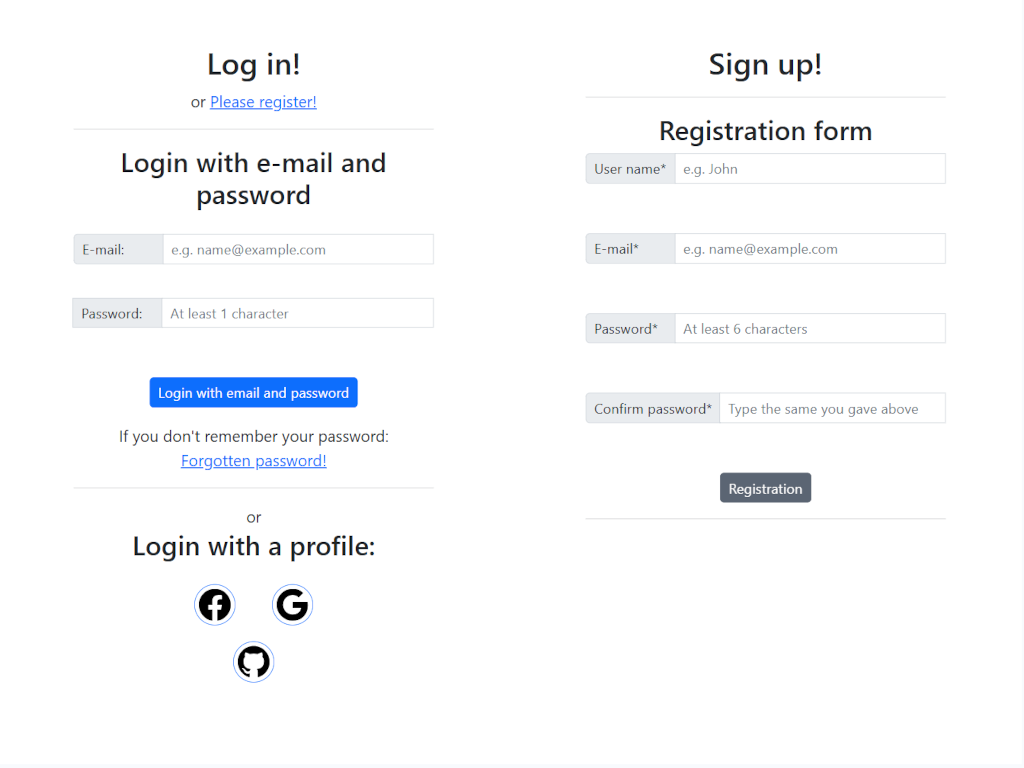 Log in!
or Please register!
Login with e-mail and
password
E-mail: e.g. name@example.com
Password: At least 1 character
Login with email and password
If you don't remember your password:
Forgotten password!
or
Login with a profile:
Sign up!
Registration form
User name* e.g. John
E-mail* e.g. name@example.com
Password* At least 6 characters
Confirm password* Type the same you gave above
Registration